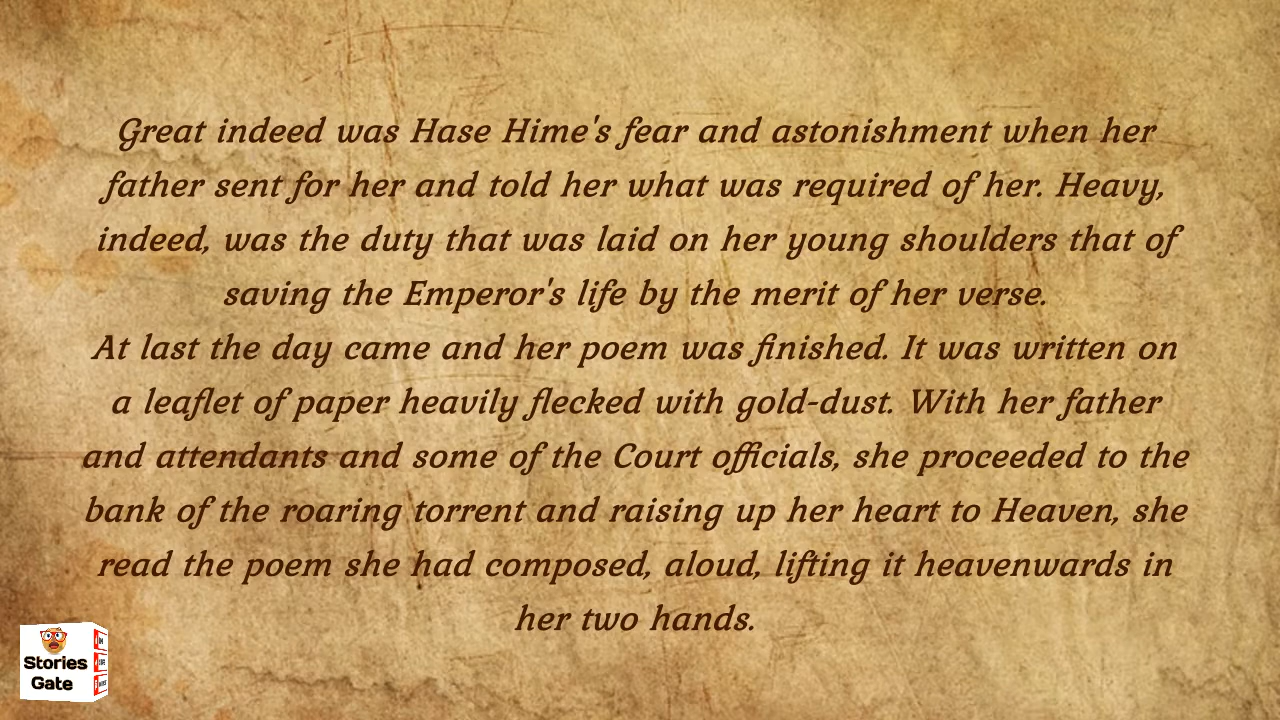 Great indeed was Hase Hime's fear and astonishment when her
father sent for her and told her what was required of her. Heavy,
indeed, was the duty that was laid on her young shoulders that of
saving the Emperor's life by the merit of her verse.
At last the day came and her poem was finished. It was written on
a leaflet of paper heavily flecked with gold-dust. With her father
and attendants and some of the Court officials, she proceeded to the
bank of the roaring torrent and raising up her heart to Heaven, she
read the poem she had composed, aloud, lifting it heavenwards in
her two hands.
Stories
Gate